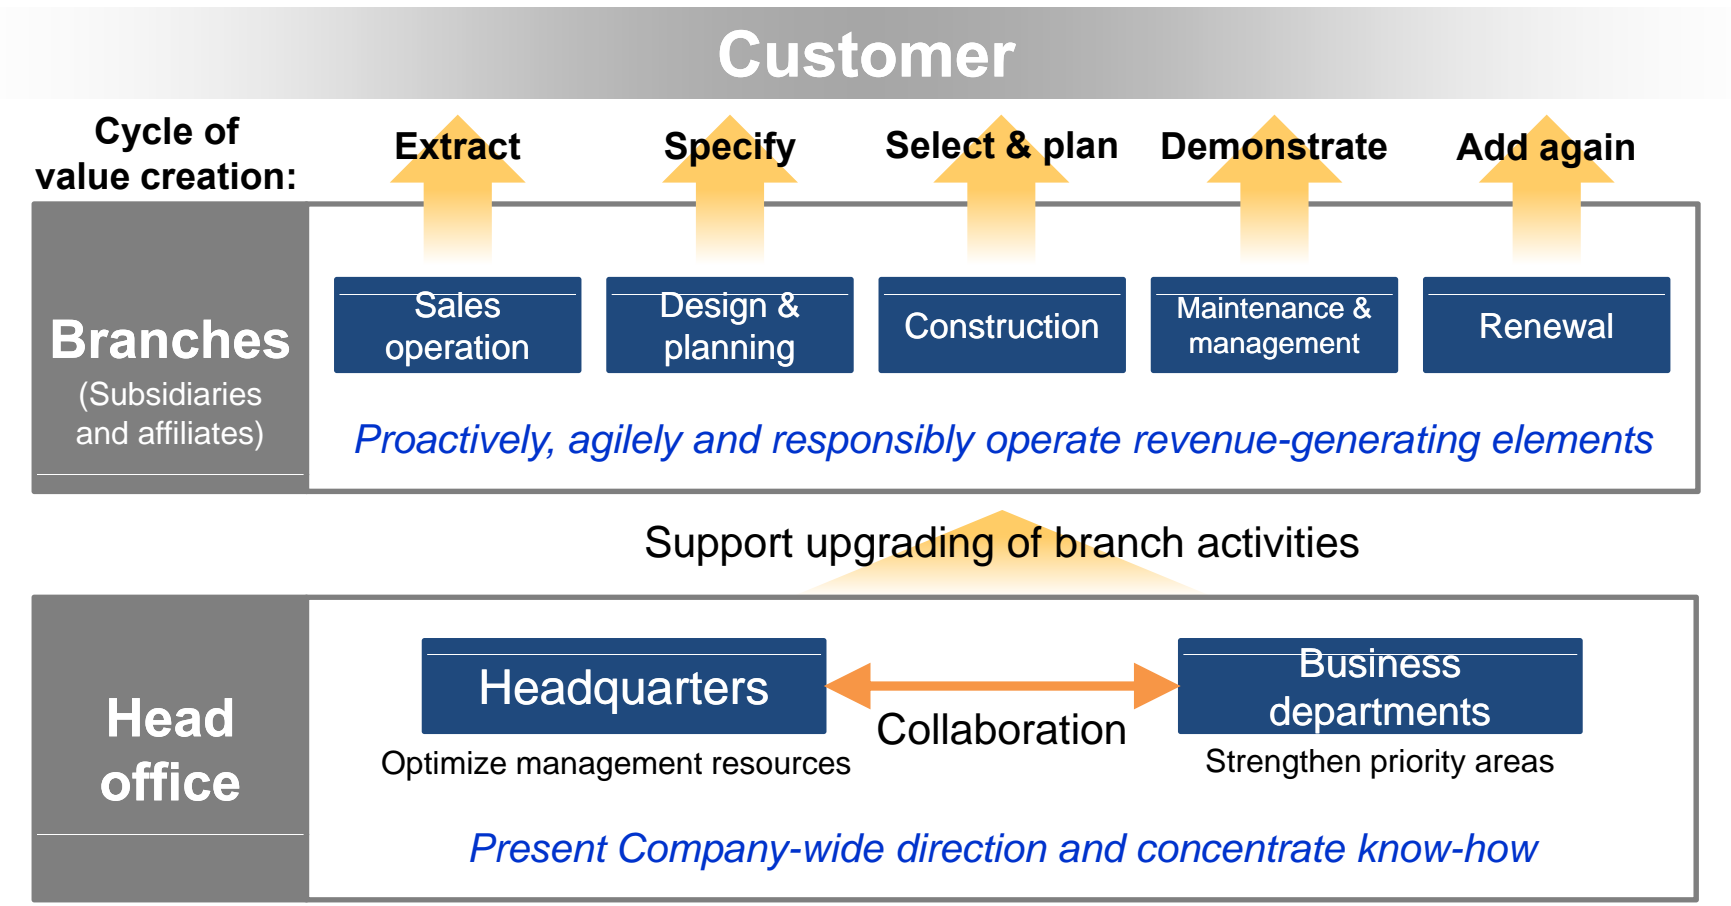 Customer
Cycle of
value creation:
Extract
Specify
Select & plan
Demonstrate
Add again
Branches
(Subsidiaries
and affiliates)
Sales
operation
Design &
planning
Construction
Maintenance &
management
Renewal
Proactively, agilely and responsibly operate revenue-generating elements
Support upgrading of branch activities
Head
office
Headquarters
Optimize management resources
Collaboration
Business
departments
Strengthen priority areas
Present Company-wide direction and concentrate know-how